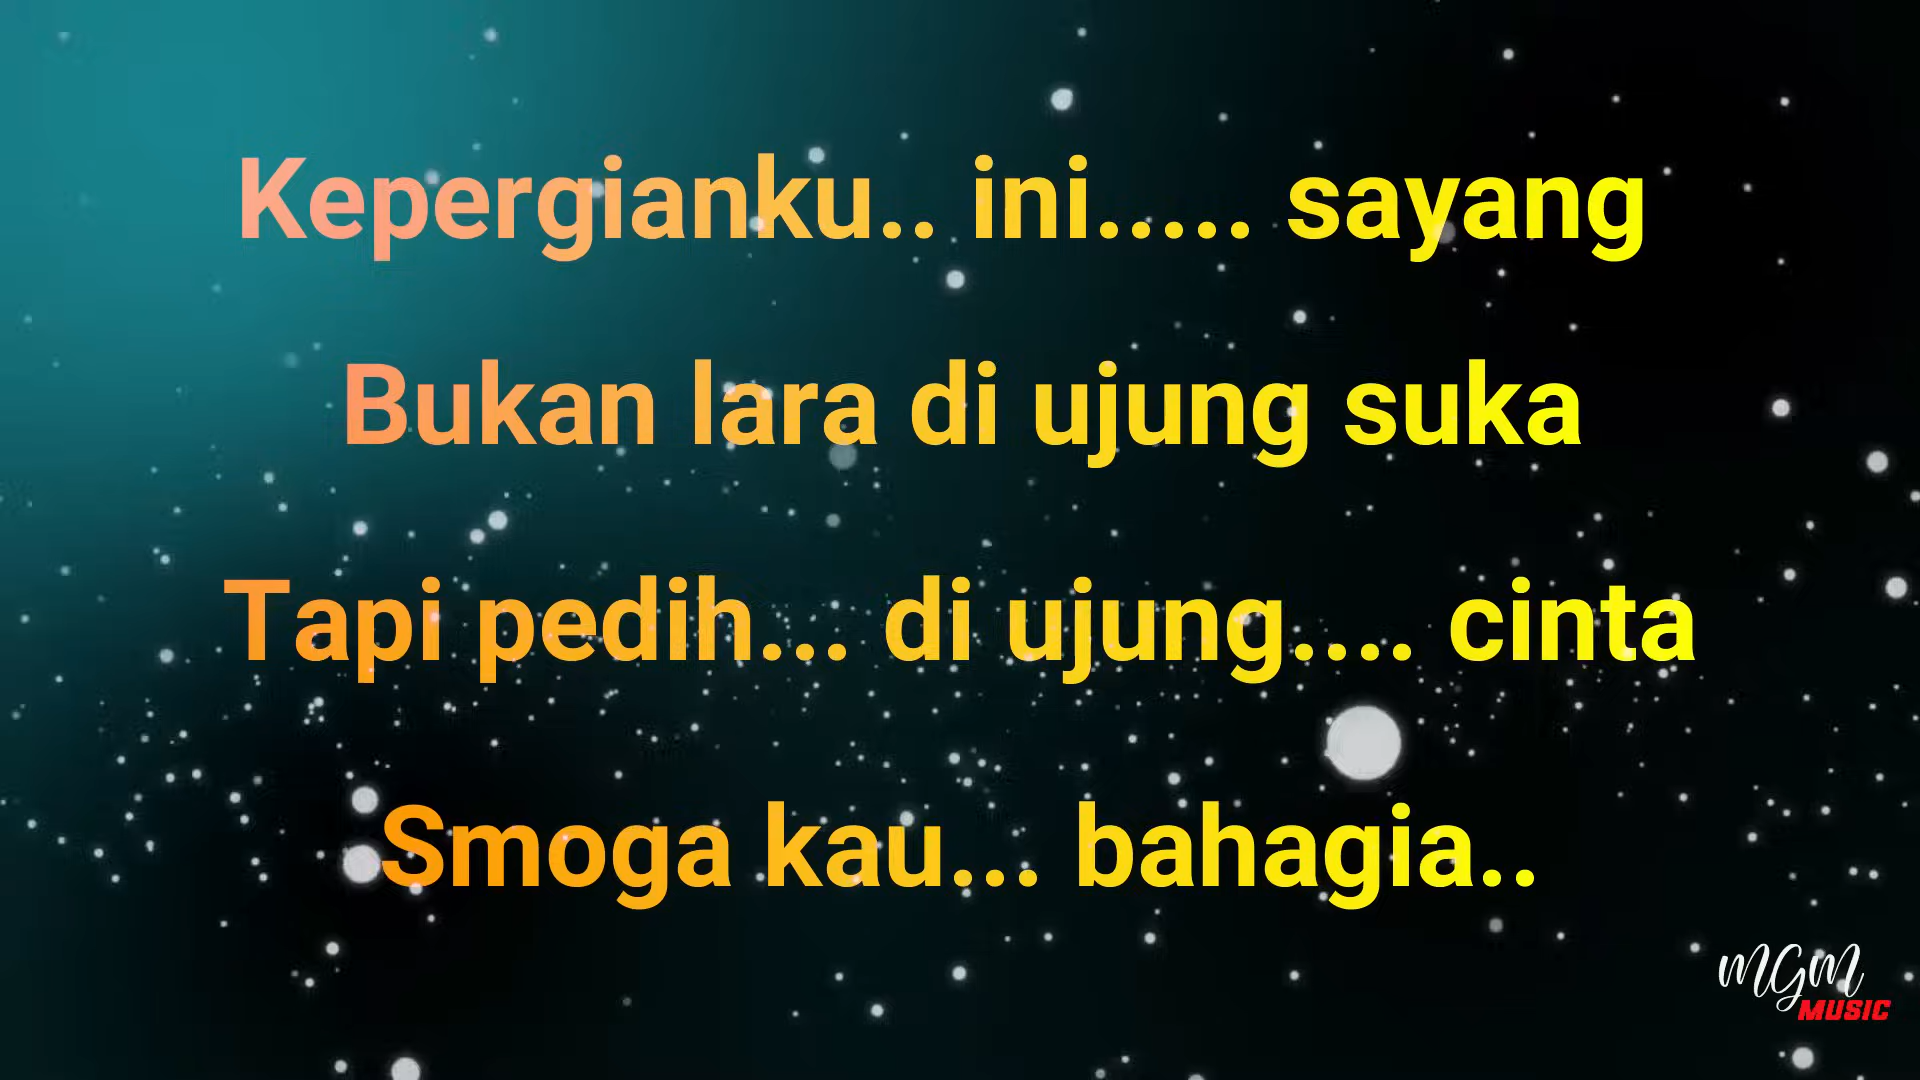 Kepergianku.. ini..... sayang
Bukan lara di ujung suka
Tapi pedih... di ujung.... cinta
Smoga kau... bahagia..
MGM
MUSIC